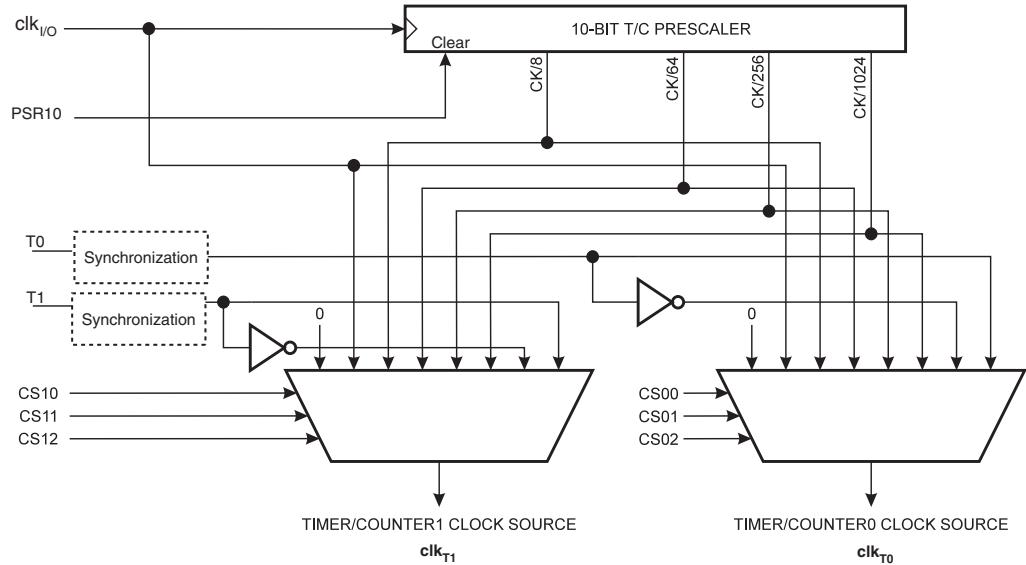 clkI/O
10-BIT T/C PRESCALER
Clear
CK/8
CK/64
CK/256
CK/1024
PSR10
T0
Synchronization
T1
Synchronization
0
0
CS10
CS11
CS12
CS00
CS01
CS02
TIMER/COUNTER1 CLOCK SOURCE
clkT1
TIMER/COUNTER0 CLOCK SOURCE
clkT0